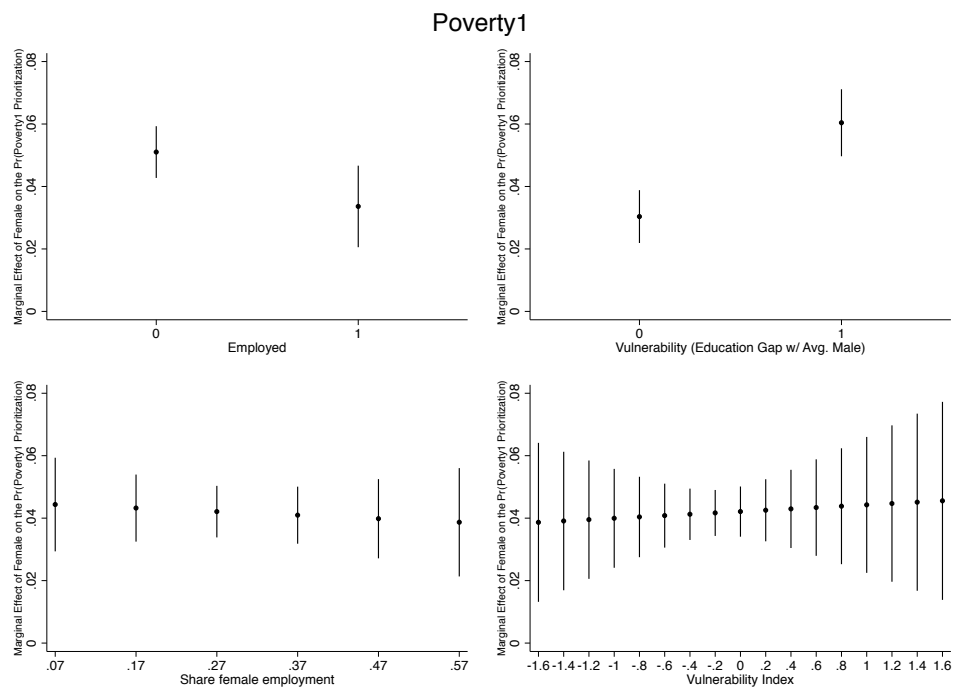 Poverty1
Marginal Effect of Female on the Pr(Poverty1 Prioritization)
0 .02 .04 .06 .08
0 1
Employed
Marginal Effect of Female on the Pr(Poverty1 Prioritization)
0 .02 .04 .06 .08
0 1
Vulnerability (Education Gap w/ Avg. Male)
Marginal Effect of Female on the Pr(Poverty1 Prioritization)
0 .02 .04 .06 .08
.07 .17 .27 .37 .47 .57
Share female employment
Marginal Effect of Female on the Pr(Poverty1 Prioritization)
0 .02 .04 .06 .08
-1.6 -1.4 -1.2 -1 -.8 -.6 -.4 -.2 0 .2 .4 .6 .8 1 1.2 1.4 1.6
Vulnerability Index